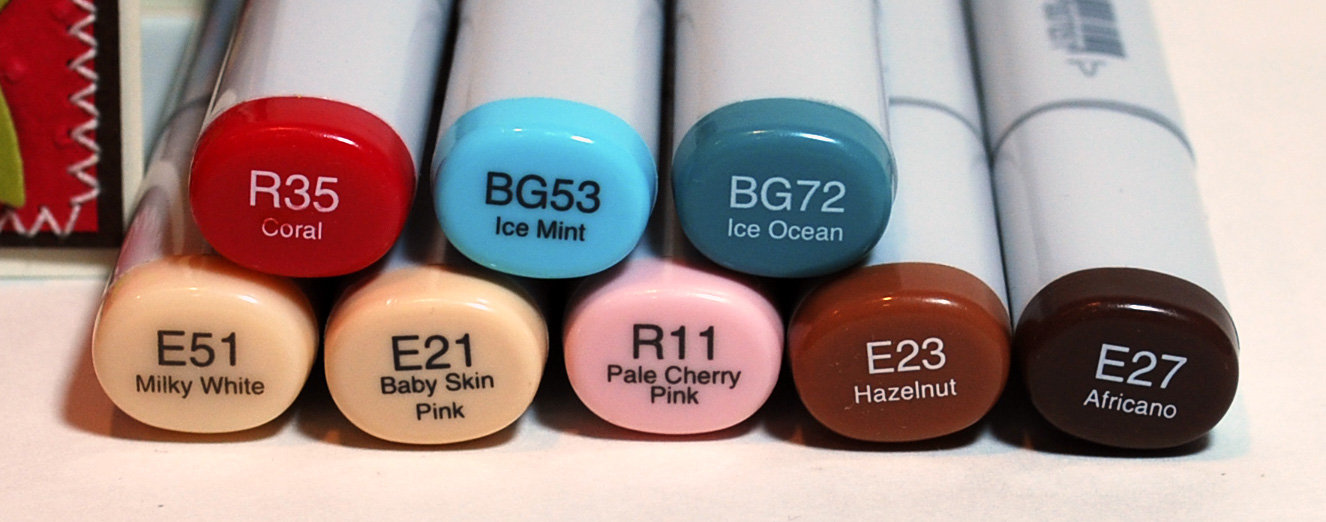 R35
Coral
BG53
Ice Mint
BG72
Ice Ocean
E51
Milky White
E21
Baby Skin
Pink
R11
Pale Cherry
Pink
E23
Hazelnut
E27
Africano